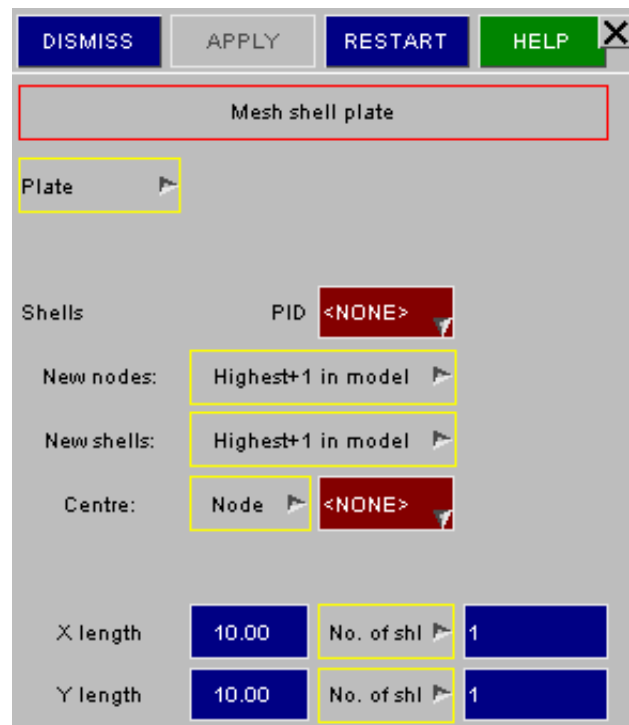 DISMISS APPLY RESTART HELP X
Mesh shell plate
Plate
Shells PID <NONE>
New nodes: Highest+1 in model
New shells: Highest+1 in model
Centre: Node <NONE>
X length 10.00 No. of shl 1
Y length 10.00 No. of shl 1